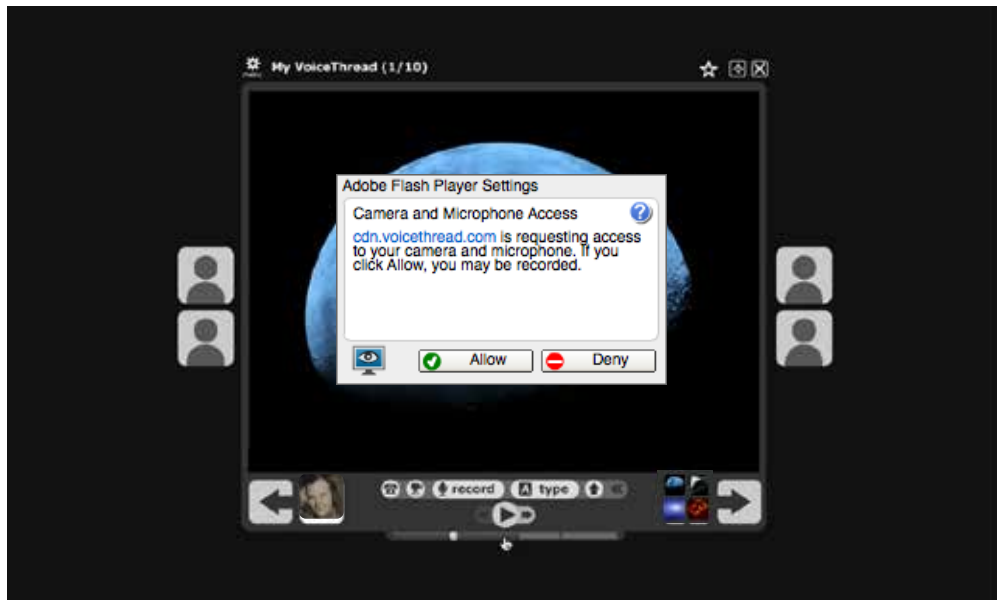 My VoiceThread (1/10)
Adobe Flash Player Settings
Camera and Microphone Access
cdn.voicethread.com is requesting access
to your camera and microphone. If you
click Allow, you may be recorded.
Allow
Deny
record
A type